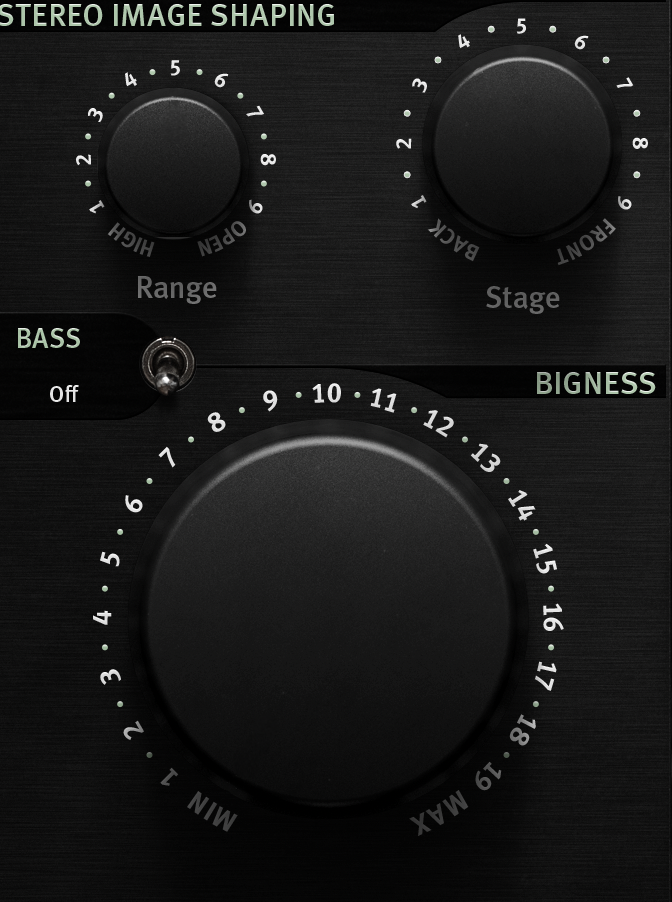 STEREO IMAGE SHAPING
1 2 3 4 5 6 7 8 9
HIGH OPEN
Range
1 2 3 4 5 6 7 8 9
BACK FRONT
Stage
BASS
Off
BIGNESS
1 2 3 4 5 6 7 8 9 10 11 12 13 14 15 16 17 18 19
MIN MAX